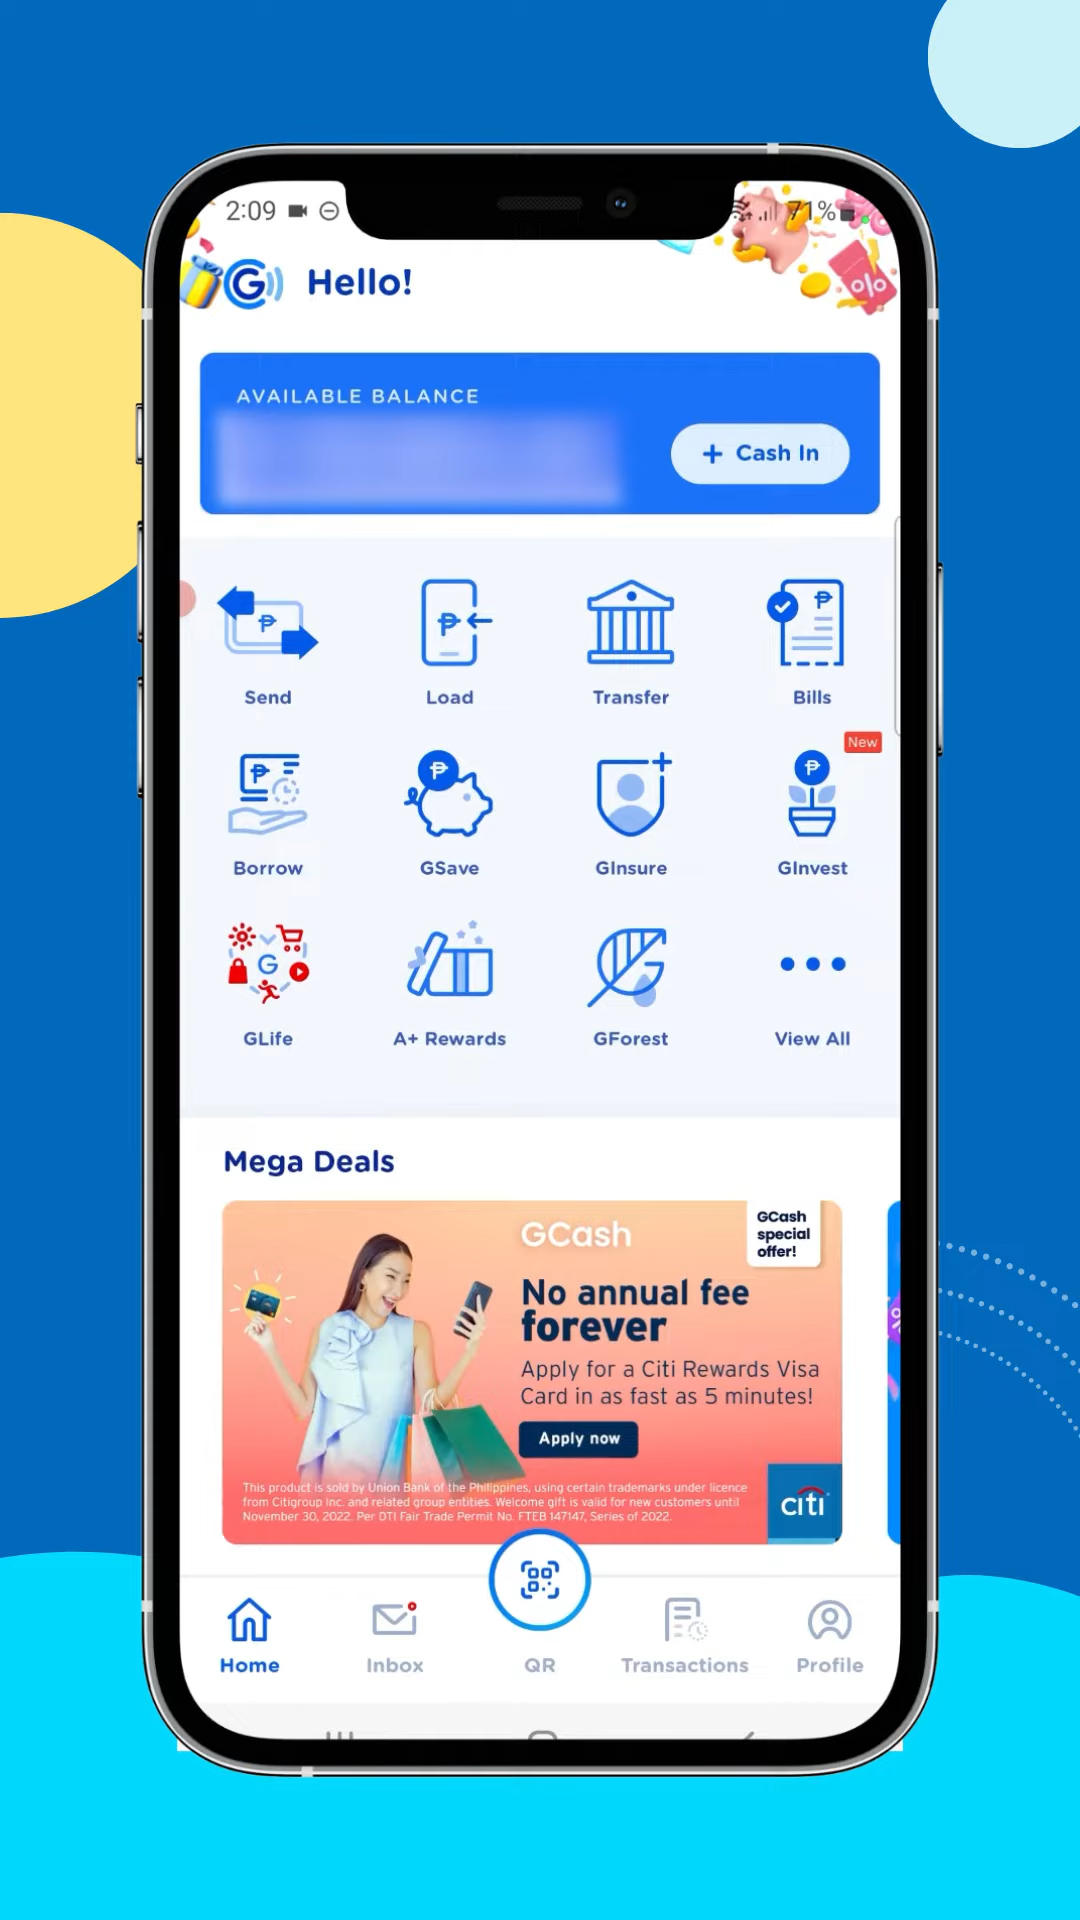 2:09
71%
Hello!
AVAILABLE BALANCE
+ Cash In
Send
Load
Transfer
Bills
New
Borrow
GSave
GInsure
GInvest
GLife
A+ Rewards
GForest
View All
Mega Deals
GCash
GCash
special
offer!
No annual fee
forever
Apply for a Citi Rewards Visa
Card in as fast as 5 minutes!
Apply now
This product is sold by Union Bank of the Philippines, using certain trademarks under licence
from Citigroup Inc. and related group entities. Welcome gift is valid for new customers until
November 30, 2022. Per DTI Fair Trade Permit No. FTEB 147147, Series of 2022.
citi
Home
Inbox
QR
Transactions
Profile